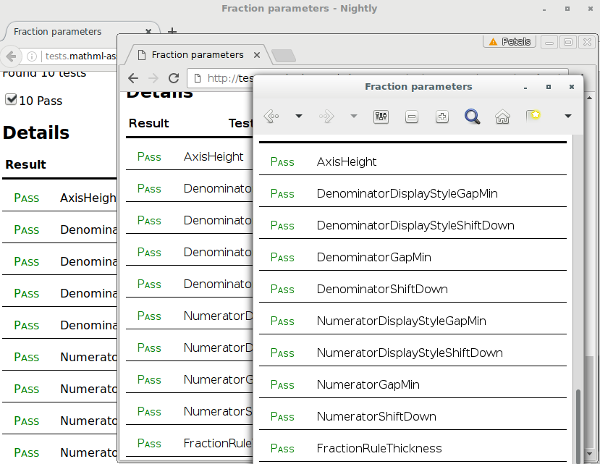 Fraction parameters - Nightly
Fraction parameters
tests.mathml-as
Found 10 tests
10 Pass
Details
Result
Pass AxisHeigh
Pass Denomina
Pass Denomina
Pass Denomina
Pass Denomina
Pass Numerato
Pass Numerato
Pass Numerato
Pass Numerato
Petals
Fraction parameters
http://tes
Details
Result Test
Pass AxisHeight
Pass Denominato
Pass Denominato
Pass Denominato
Pass Denominato
Pass NumeratorD
Pass NumeratorD
Pass NumeratorG
Pass NumeratorS
Pass FractionRule
Fraction parameters
Pass AxisHeight
Pass DenominatorDisplayStyleGapMin
Pass DenominatorDisplayStyleShiftDown
Pass DenominatorGapMin
Pass DenominatorShiftDown
Pass NumeratorDisplayStyleGapMin
Pass NumeratorDisplayStyleShiftDown
Pass NumeratorGapMin
Pass NumeratorShiftDown
Pass FractionRuleThickness